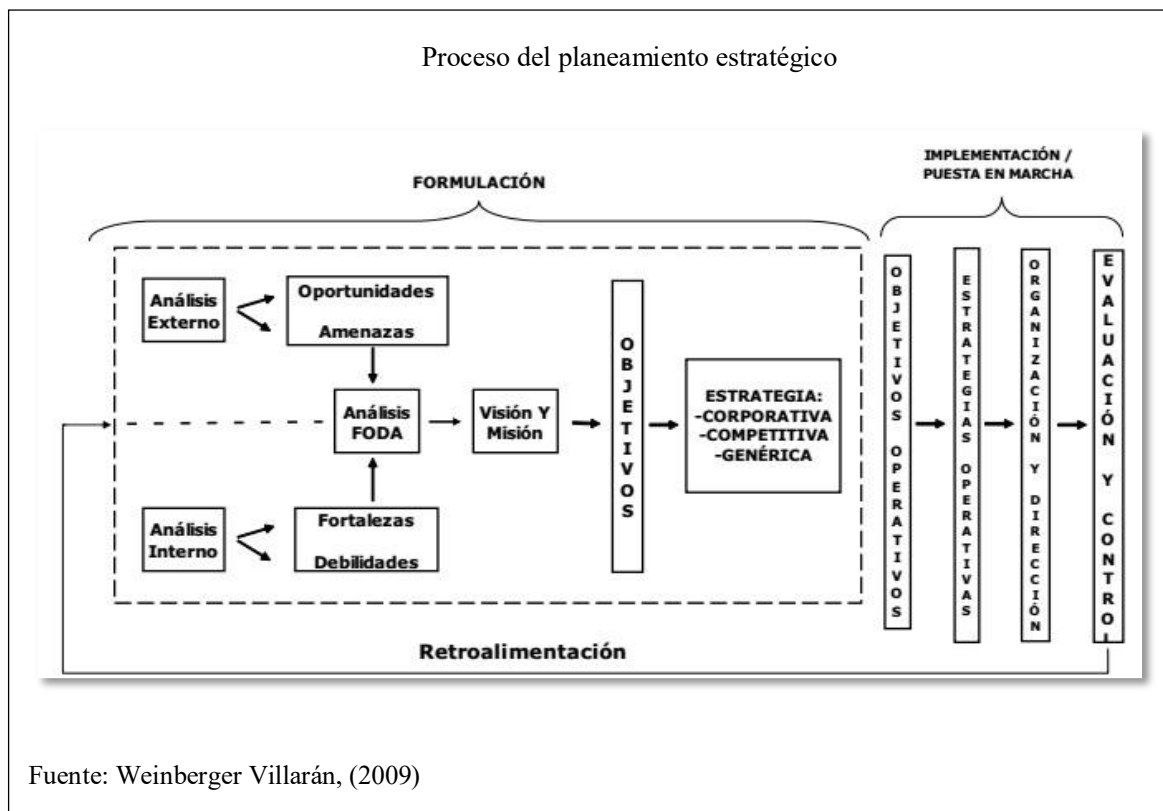 Proceso del planeamiento estratégico
IMPLEMENTACIÓN /
PUESTA EN MARCHA
FORMULACIÓN
Análisis
Externo
Oportunidades
Amenazas
Análisis
FODA
Visión Y
Misión
OBJETIVOS
ESTRATEGIA:
-CORPORATIVA
-COMPETITIVA
-GENÉRICA
Análisis
Interno
Fortalezas
Debilidades
OBJETIVOS OPERATIVOS
ESTRATEGIAS OPERATIVAS
ORGANIZACIÓN Y DIRECCIÓN
EVALUACIÓN Y CONTROL
Retroalimentación
Fuente: Weinberger Villarán, (2009)